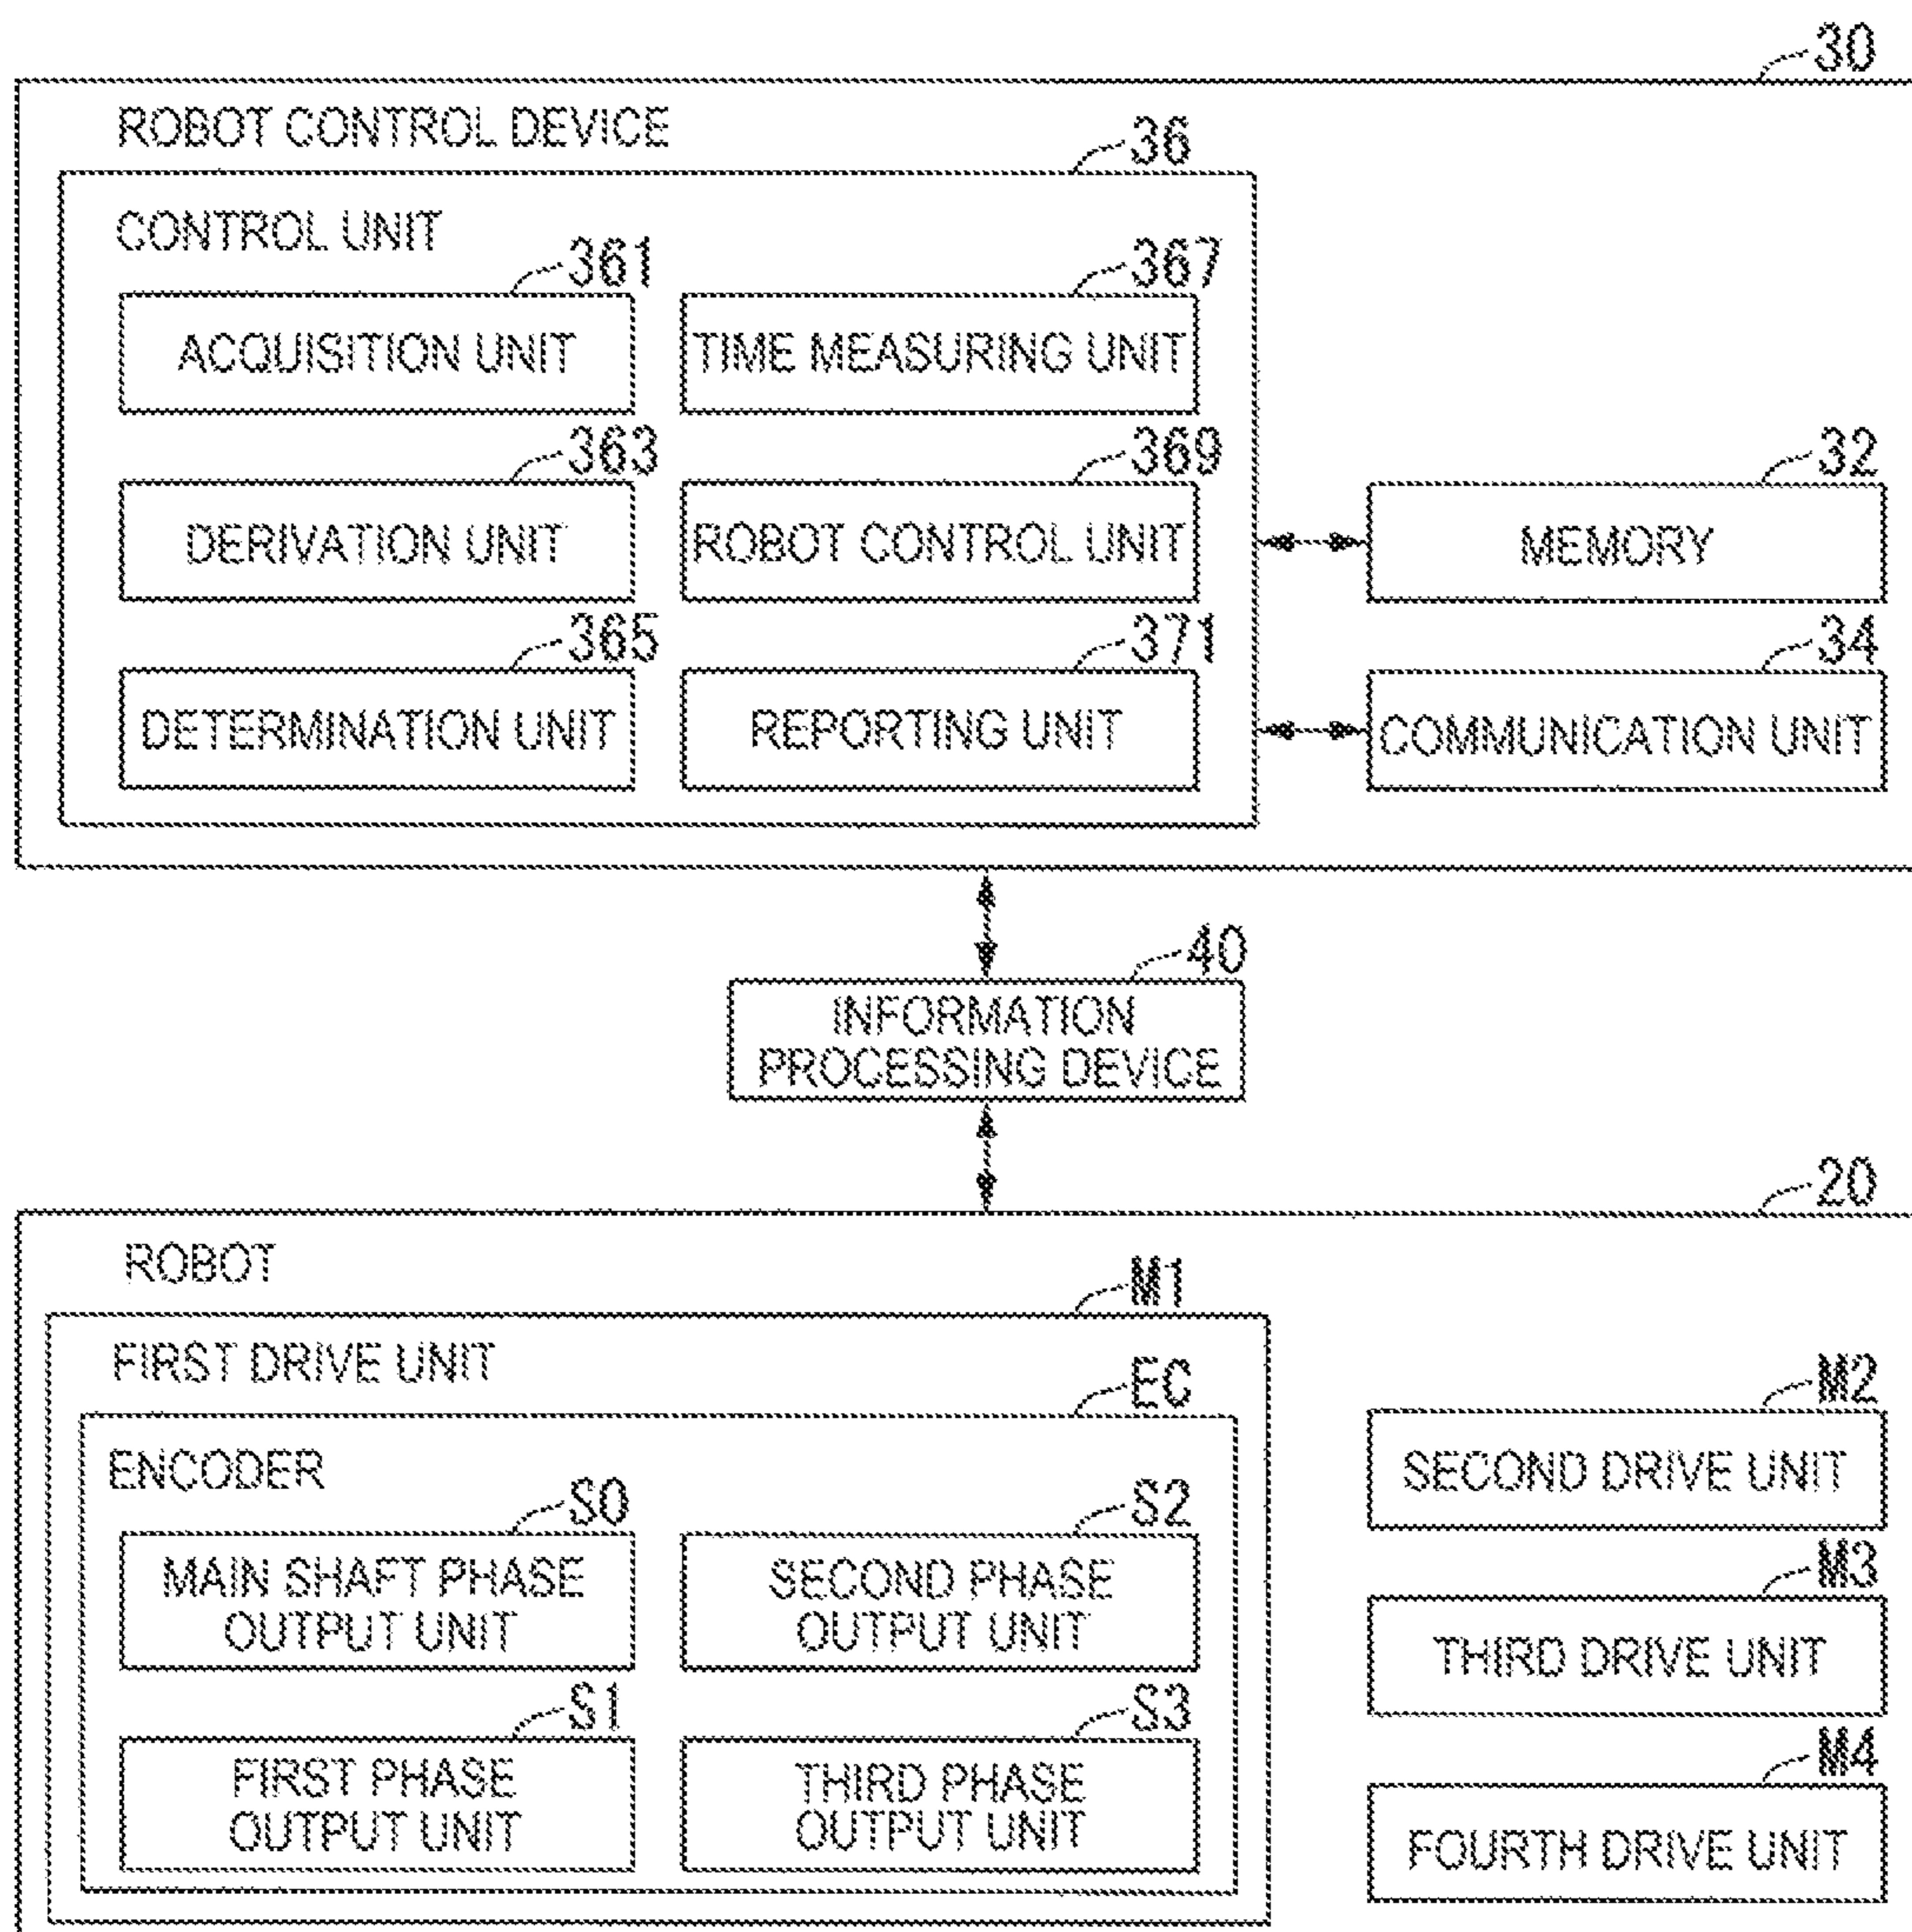 30
ROBOT CONTROL DEVICE
36
CONTROL UNIT
361
367
ACQUISITION UNIT
TIME MEASURING UNIT
363
369
32
DERIVATION UNIT
ROBOT CONTROL UNIT
MEMORY
365
371
34
DETERMINATION UNIT
REPORTING UNIT
COMMUNICATION UNIT
40
INFORMATION
PROCESSING DEVICE
20
ROBOT
M1
FIRST DRIVE UNIT
EC
M2
ENCODER
SECOND DRIVE UNIT
S0
S2
MAIN SHAFT PHASE
OUTPUT UNIT
SECOND PHASE
OUTPUT UNIT
M3
THIRD DRIVE UNIT
S1
S3
FIRST PHASE
OUTPUT UNIT
THIRD PHASE
OUTPUT UNIT
M4
FOURTH DRIVE UNIT